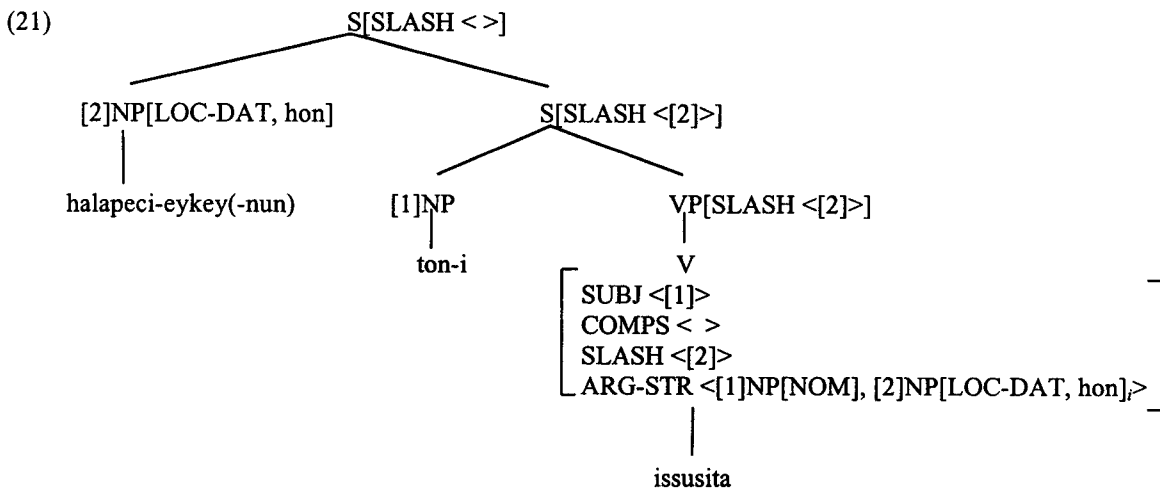 (21) S[SLASH < >]
[2]NP[LOC-DAT, hon] S[SLASH <[2]>]
halapeci-eykey(-nun) [1]NP VP[SLASH <[2]>]
ton-i V
SUBJ <[1]>
COMPS < >
SLASH <[2]>
ARG-STR <[1]NP[NOM], [2]NP[LOC-DAT, hon]i>
issusita